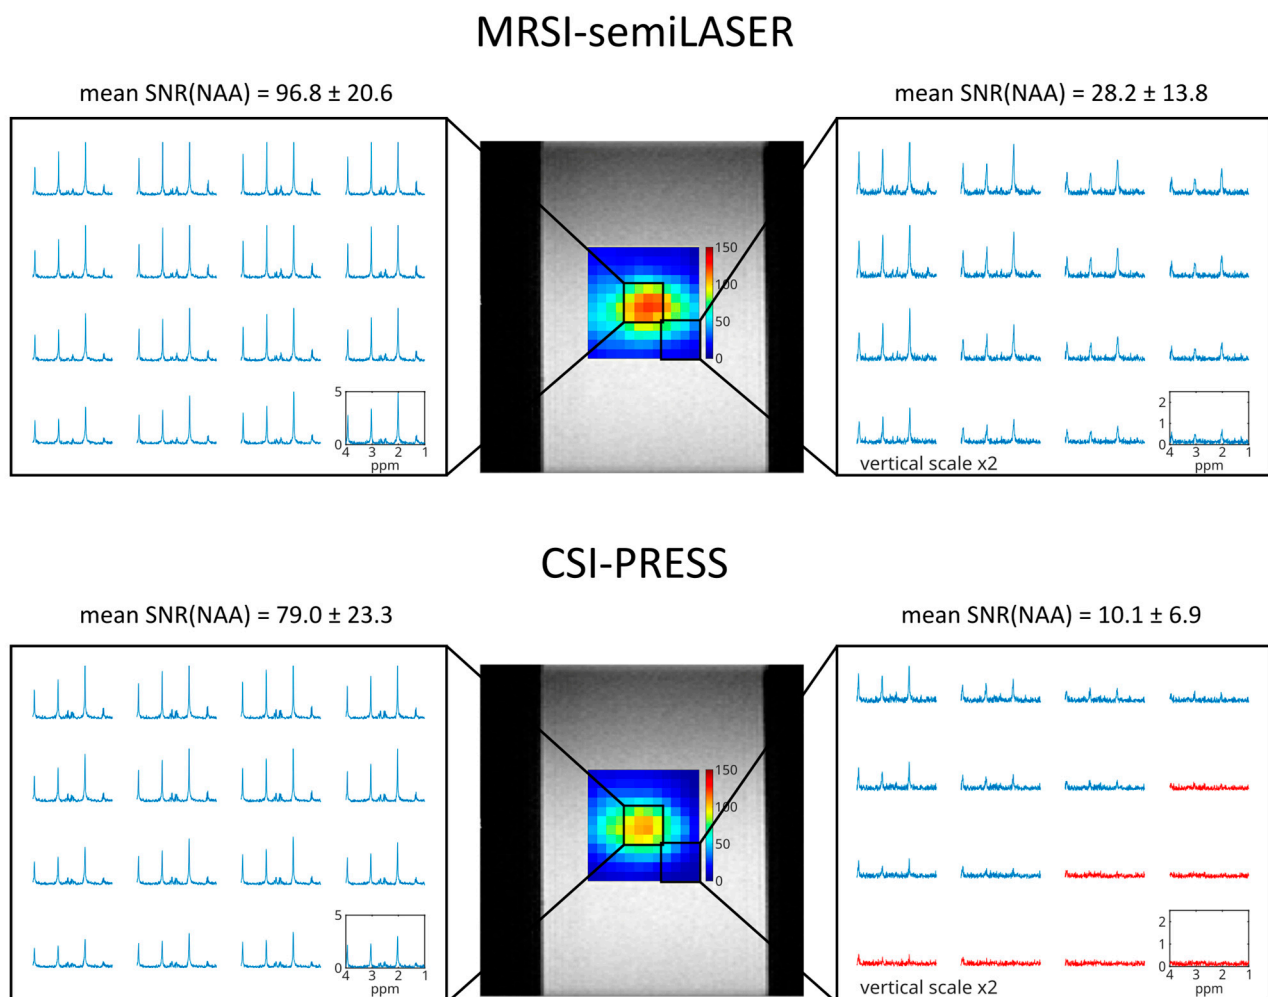 MRSI-semiLASER
mean SNR(NAA) = 96.8 ± 20.6
mean SNR(NAA) = 28.2 ± 13.8
150
100
50
0
5
0
4 3 2 1
ppm
2
1
0
4 3 2 1
ppm
vertical scale x2
CSI-PRESS
mean SNR(NAA) = 79.0 ± 23.3
mean SNR(NAA) = 10.1 ± 6.9
150
100
50
0
5
0
4 3 2 1
ppm
2
1
0
4 3 2 1
ppm
vertical scale x2